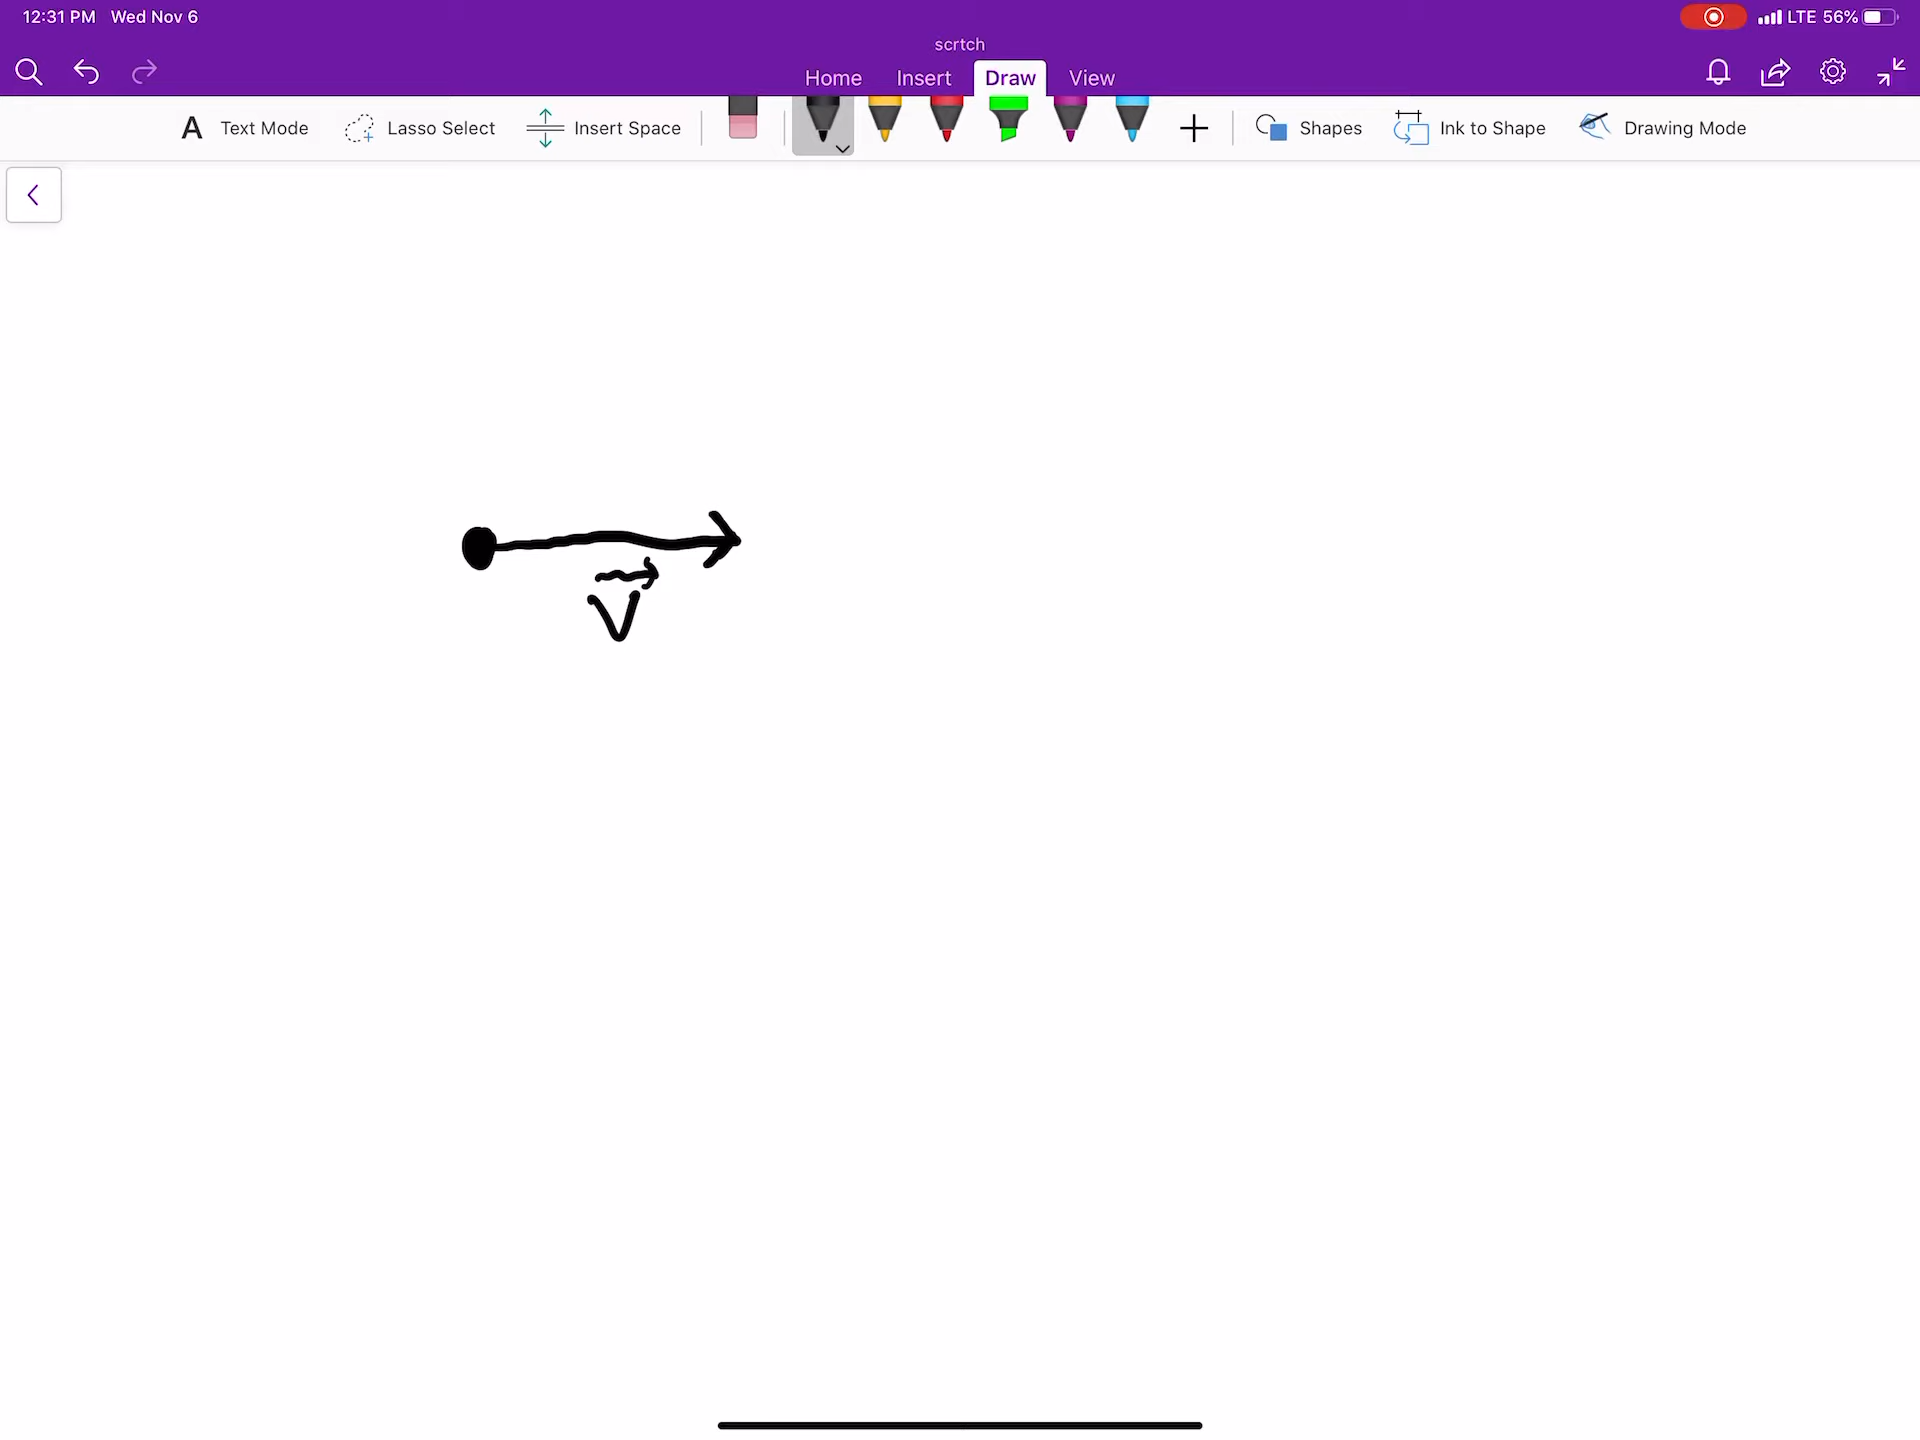 12:31 PM Wed Nov 6 LTE 56%
scrtch
Home Insert Draw View
A Text Mode Lasso Select Insert Space Shapes Ink to Shape Drawing Mode
V⃗